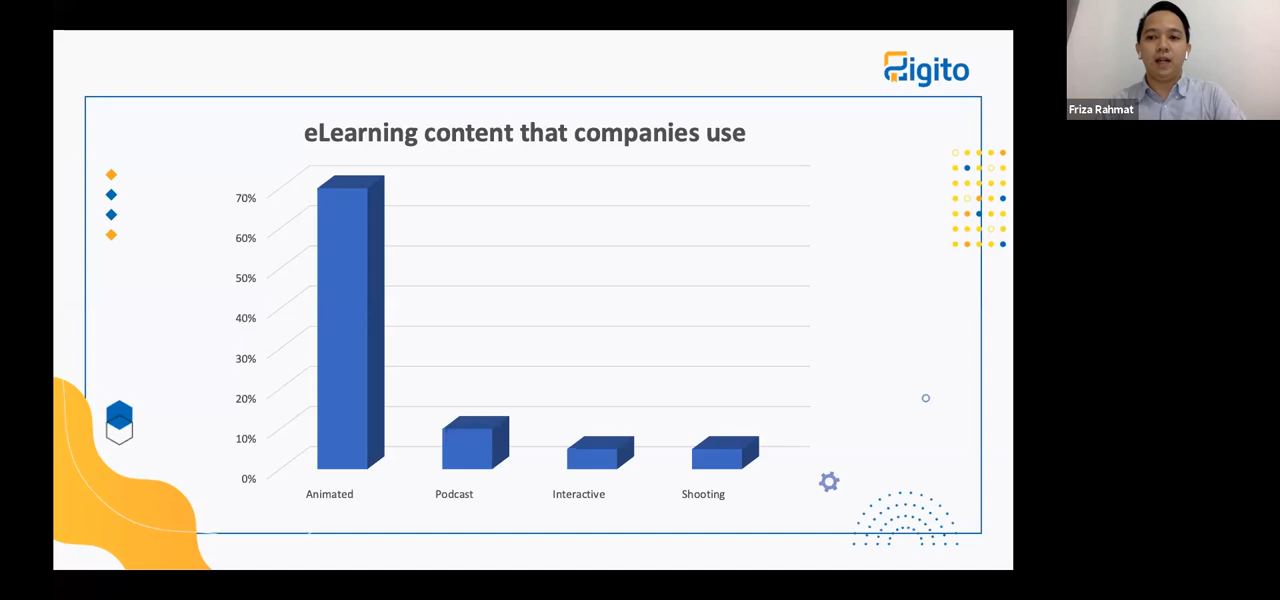 Digito
Friza Rahmat
eLearning content that companies use
70%
60%
50%
40%
30%
20%
10%
0%
Animated
Podcast
Interactive
Shooting